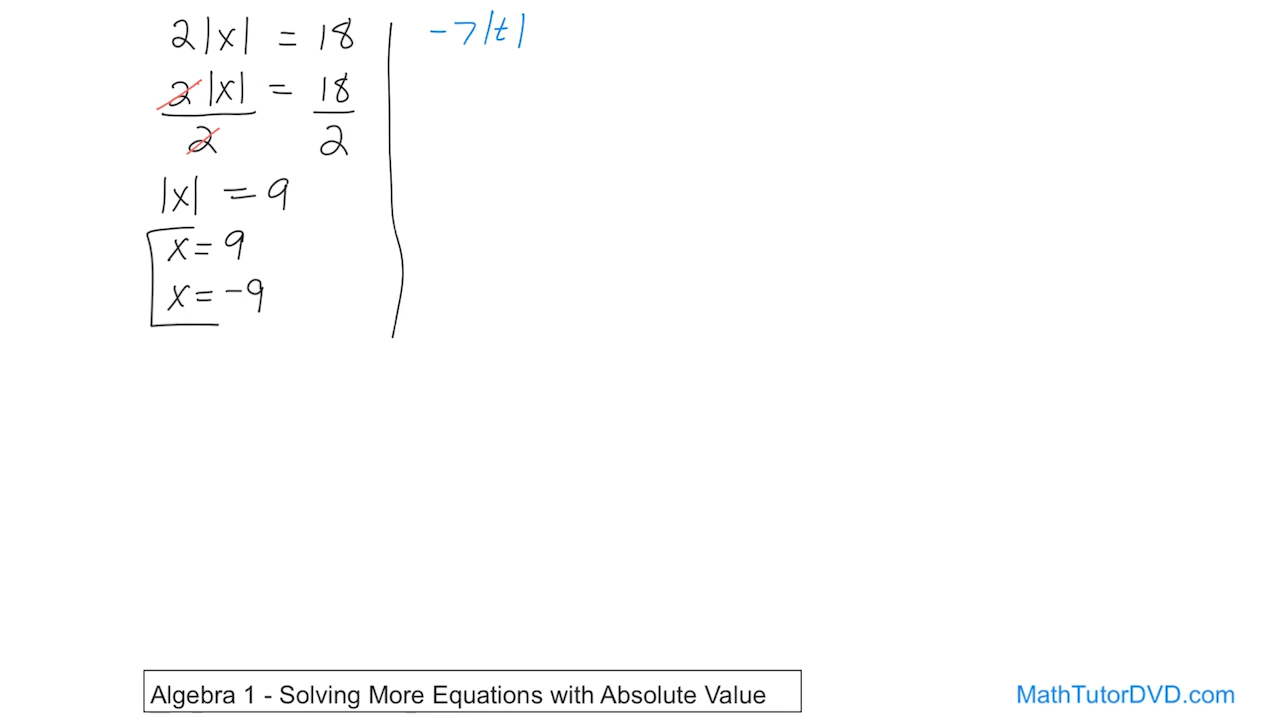 2|x| = 18
2|x| / 2 = 18 / 2
|x| = 9
x = 9
x = -9
-7|t|
Algebra 1 - Solving More Equations with Absolute Value
MathTutorDVD.com